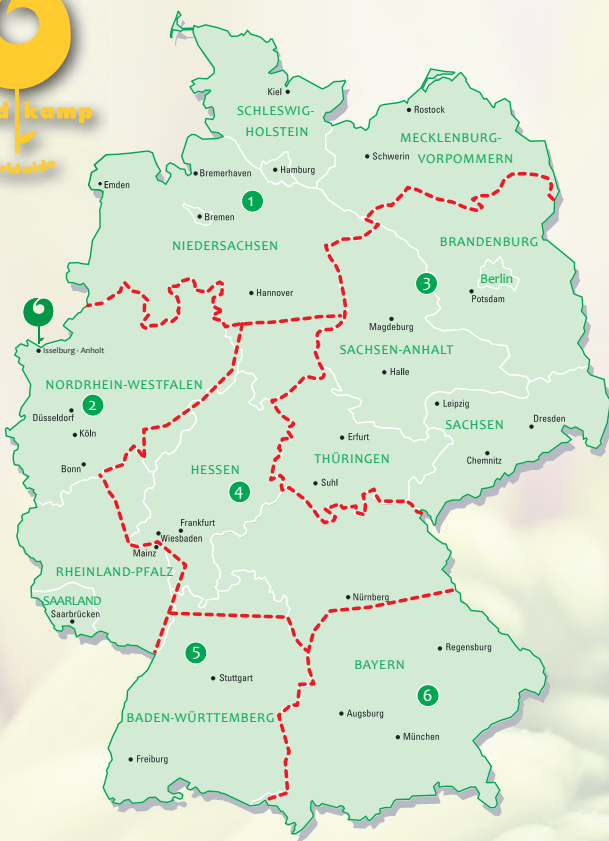 kamp
Kiel
SCHLESWIG-
HOLSTEIN
Rostock
MECKLENBURG-
VORPOMMERN
Schwerin
Hamburg
Bremerhaven
Emden
1
Bremen
NIEDERSACHSEN
BRANDENBURG
Berlin
3
Potsdam
Hannover
Magdeburg
Isselburg - Anholt
SACHSEN-ANHALT
Halle
NORDRHEIN-WESTFALEN
2
Düsseldorf
Köln
Bonn
Leipzig
SACHSEN
Dresden
Chemnitz
Erfurt
THÜRINGEN
Suhl
HESSEN
4
Frankfurt
Wiesbaden
Mainz
RHEINLAND-PFALZ
SAARLAND
Saarbrücken
Nürnberg
Regensburg
BAYERN
6
5
Stuttgart
BADEN-WÜRTTEMBERG
Augsburg
München
Freiburg